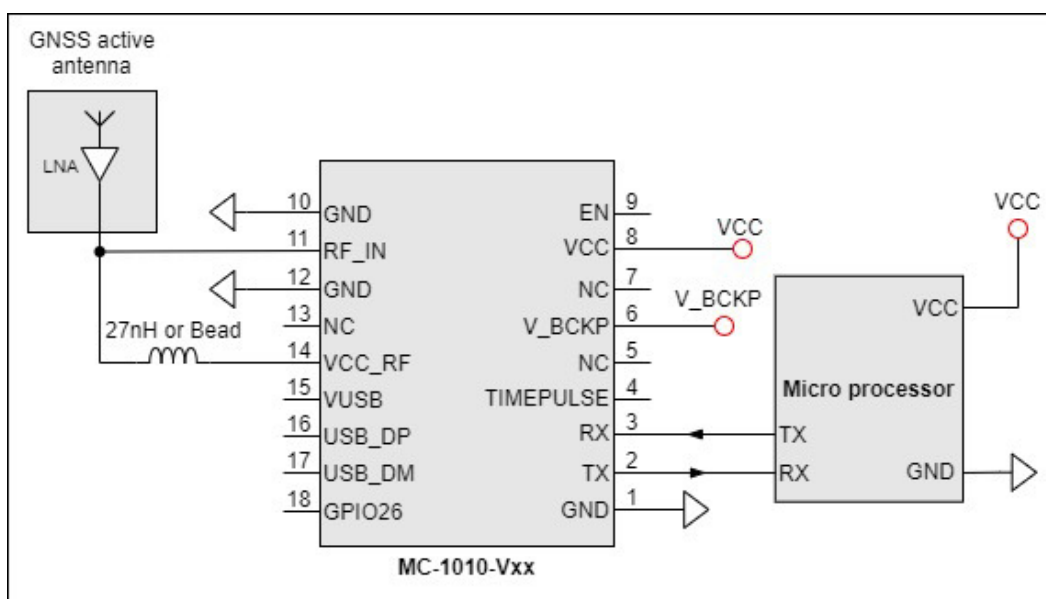 GNSS active
antenna
LNA
10 GND
11 RF_IN
12 GND
13 NC
27nH or Bead
14 VCC_RF
15 VUSB
16 USB_DP
17 USB_DM
18 GPIO26
EN 9
VCC 8
VCC
NC 7
V_BCKP 6
V_BCKP
NC 5
TIMEPULSE 4
RX 3
TX 2
GND 1
MC-1010-Vxx
VCC
VCC
Micro processor
TX
RX
GND